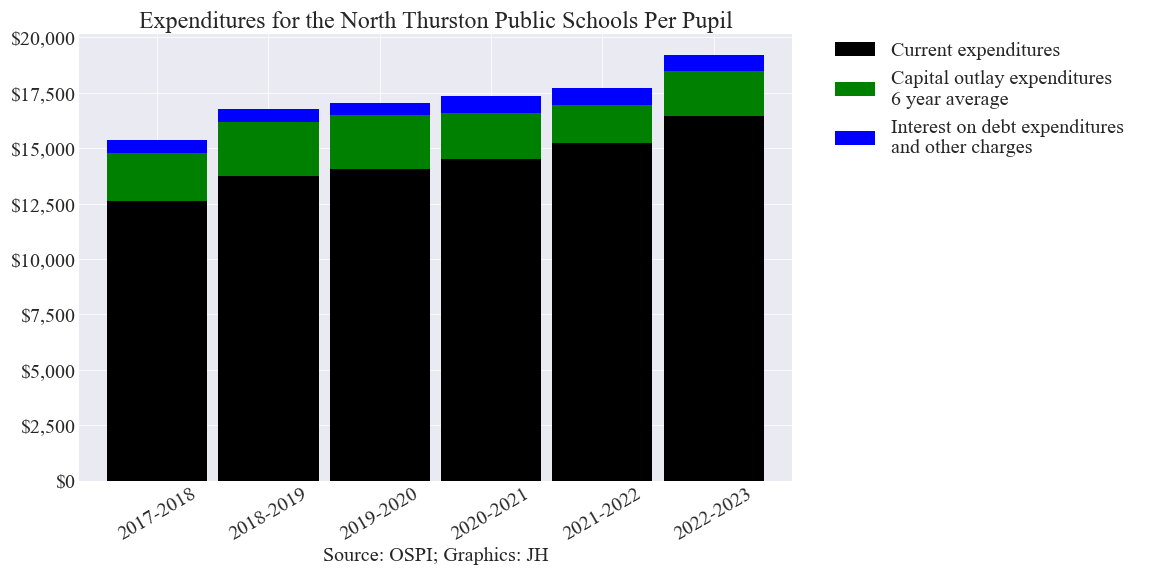 Expenditures for the North Thurston Public Schools Per Pupil
$20,000
$17,500
$15,000
$12,500
$10,000
$7,500
$5,000
$2,500
$0
2017-2018
2018-2019
2019-2020
2020-2021
2021-2022
2022-2023
Source: OSPI; Graphics: JH
Current expenditures
Capital outlay expenditures
6 year average
Interest on debt expenditures
and other charges